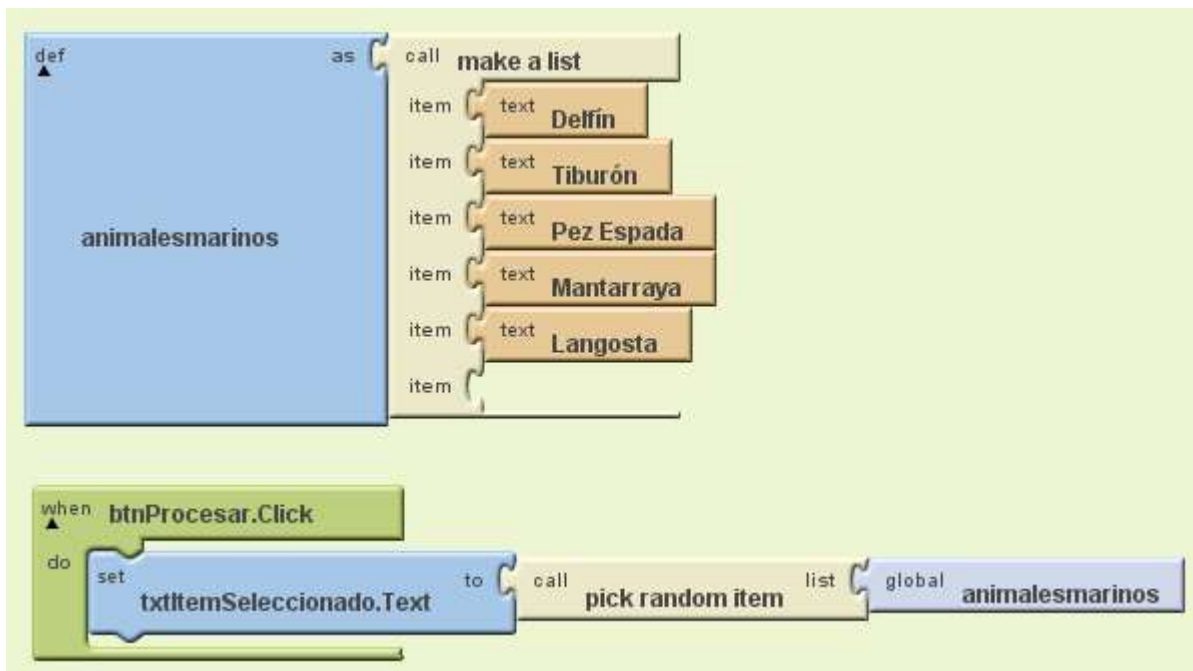 def as call make a list
item text Delfín
item text Tiburón
animalesmarinos item text Pez Espada
item text Mantarraya
item text Langosta
item
when btnProcesar.Click
do set txtItemSeleccionado.Text to call pick random item list global animalesmarinos